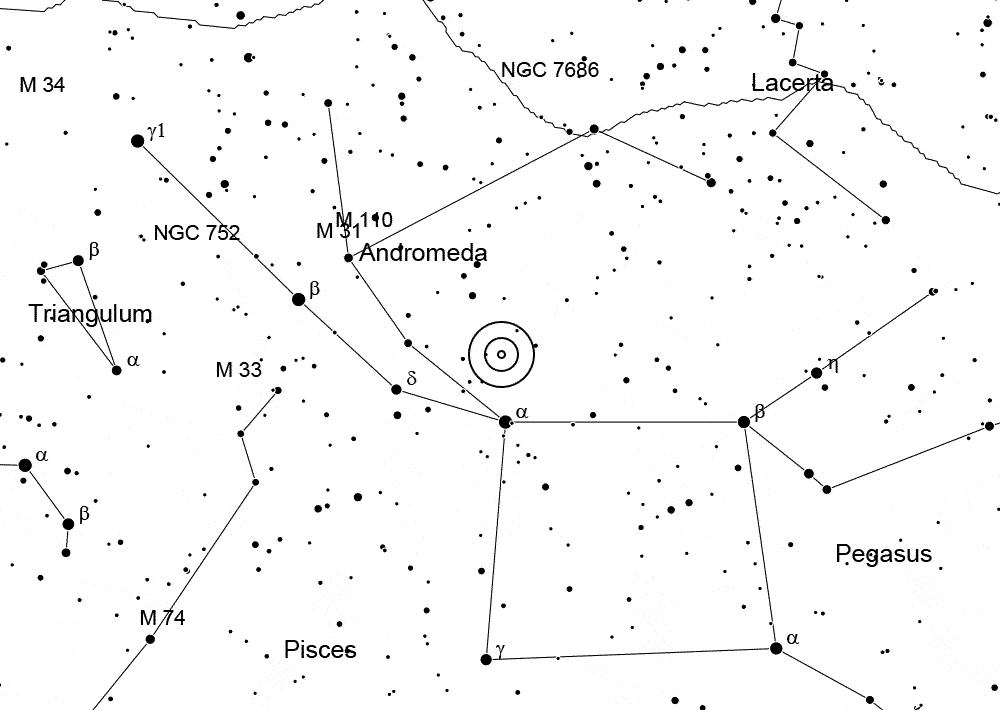 NGC 7686
M 34
Lacerta
γ1
M 110
M 31
NGC 752
Andromeda
β
β
Triangulum
α
M 33
δ
η
α
β
α
β
Pegasus
M 74
α
Pisces
γ